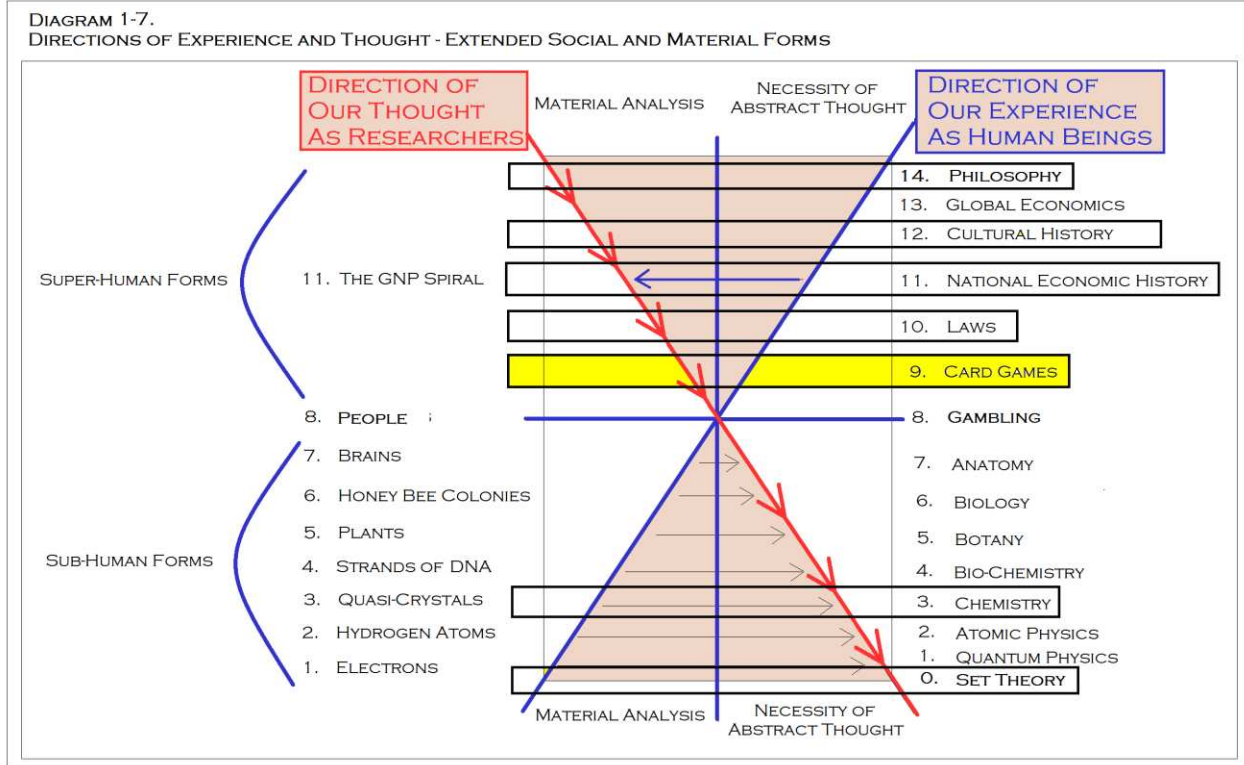 DIAGRAM 1-7.
DIRECTIONS OF EXPERIENCE AND THOUGHT - EXTENDED SOCIAL AND MATERIAL FORMS
DIRECTION OF
OUR THOUGHT
AS RESEARCHERS
MATERIAL ANALYSIS
NECESSITY OF
ABSTRACT THOUGHT
DIRECTION OF
OUR EXPERIENCE
AS HUMAN BEINGS
14. PHILOSOPHY
13. GLOBAL ECONOMICS
12. CULTURAL HISTORY
SUPER-HUMAN FORMS
11. THE GNP SPIRAL
11. NATIONAL ECONOMIC HISTORY
10. LAWS
9. CARD GAMES
8. PEOPLE
8. GAMBLING
7. BRAINS
7. ANATOMY
6. HONEY BEE COLONIES
6. BIOLOGY
5. PLANTS
5. BOTANY
SUB-HUMAN FORMS
4. STRANDS OF DNA
4. BIO-CHEMISTRY
3. QUASI-CRYSTALS
3. CHEMISTRY
2. HYDROGEN ATOMS
2. ATOMIC PHYSICS
1. ELECTRONS
1. QUANTUM PHYSICS
0. SET THEORY
MATERIAL ANALYSIS
NECESSITY OF
ABSTRACT THOUGHT